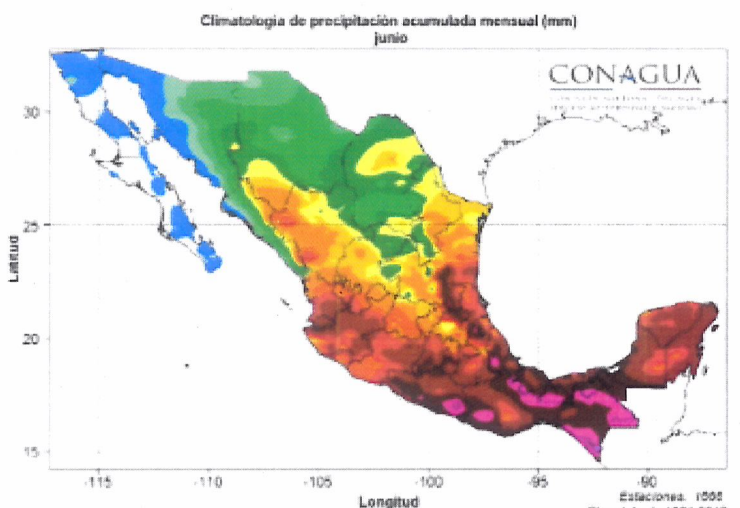 Climatología de precipitación acumulada mensual (mm)
junio
CONAGUA
30
25
20
15
Latitud
-115
-110
-105
-100
-95
-90
Longitud
Estaciones: